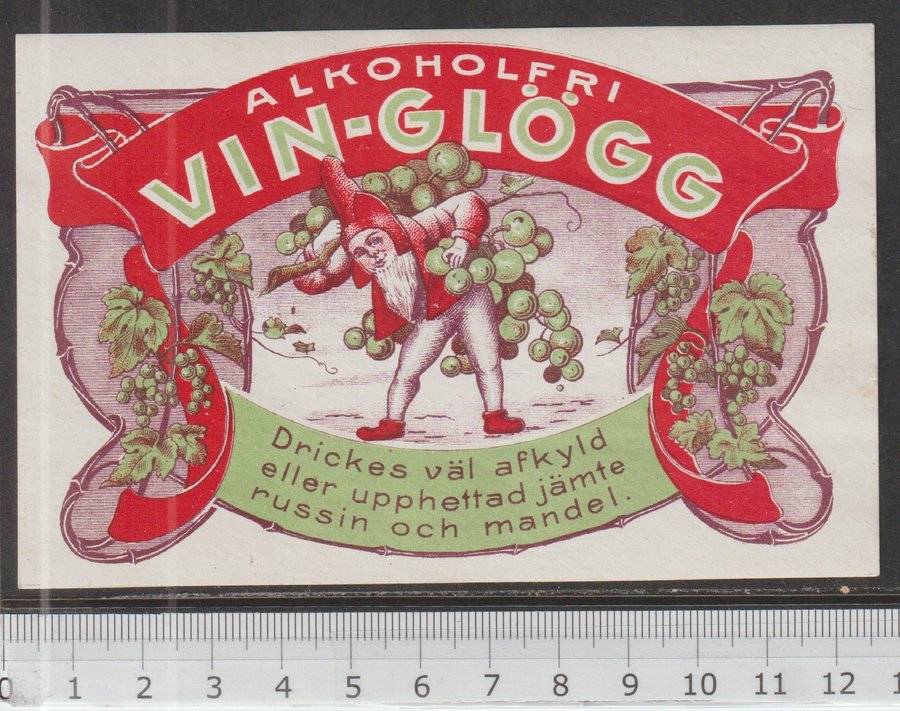 ALKOHOLFRI
VIN-GLÖGG
Drickes väl afkyld
eller upphettad jämte
russin och mandel.
0 1 2 3 4 5 6 7 8 9 10 11 12 1